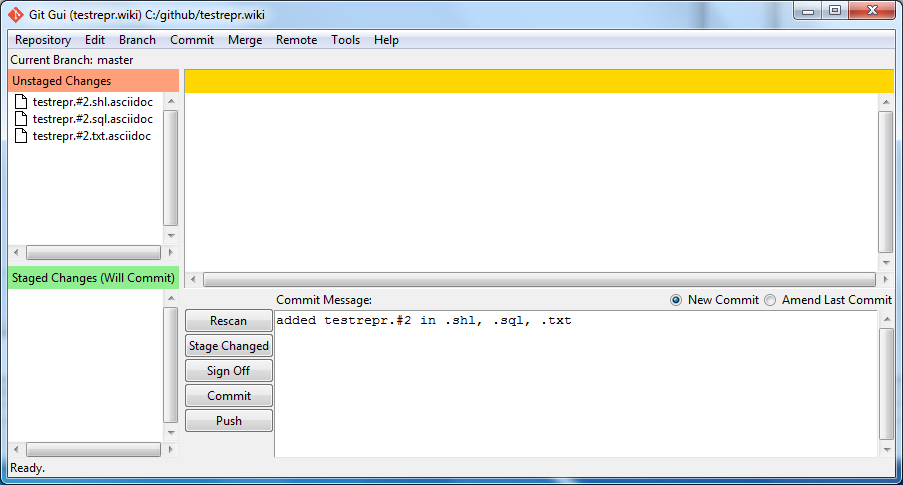 Git Gui (testrepr.wiki) C:/github/testrepr.wiki
Repository Edit Branch Commit Merge Remote Tools Help
Current Branch: master
Unstaged Changes
testrepr.#2.shl.asciidoc
testrepr.#2.sql.asciidoc
testrepr.#2.txt.asciidoc
Staged Changes (Will Commit)
Commit Message:
New Commit
Amend Last Commit
Rescan
Stage Changed
Sign Off
Commit
Push
added testrepr.#2 in .shl, .sql, .txt
Ready.